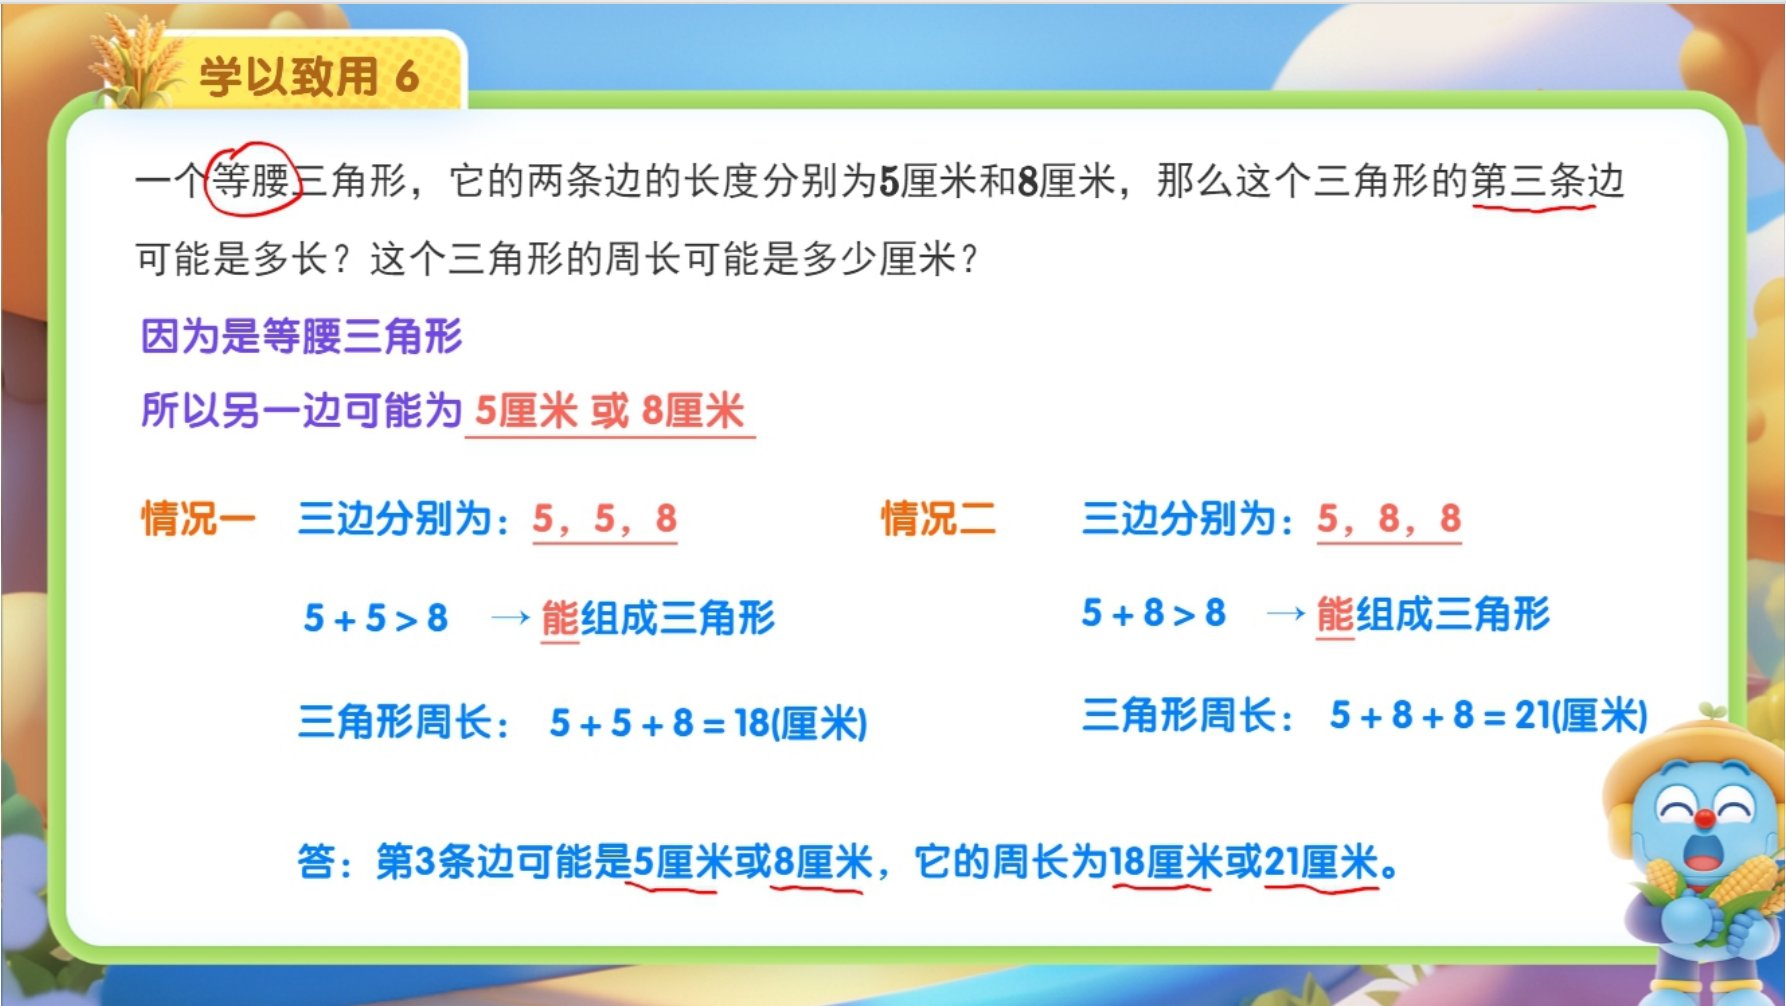 学以致用 6
一个等腰三角形，它的两条边的长度分别为5厘米和8厘米，那么这个三角形的第三条边
可能是多长？这个三角形的周长可能是多少厘米？
因为是等腰三角形
所以另一边可能为 5厘米 或 8厘米
情况一 三边分别为：5，5，8
5 + 5 > 8 → 能组成三角形
三角形周长： 5 + 5 + 8 = 18(厘米)
情况二 三边分别为：5，8，8
5 + 8 > 8 → 能组成三角形
三角形周长： 5 + 8 + 8 = 21(厘米)
答：第3条边可能是5厘米或8厘米，它的周长为18厘米或21厘米。